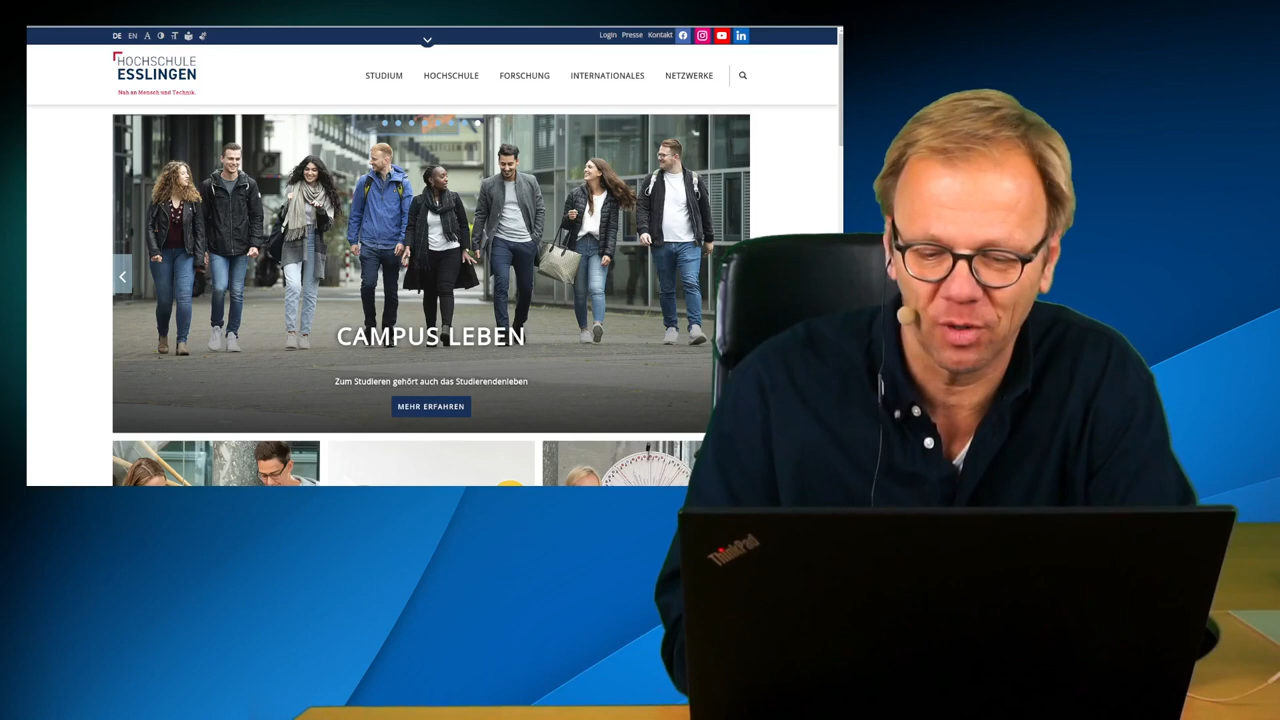 DE EN
Login Presse Kontakt
HOCHSCHULE
ESSLINGEN
Nah an Mensch und Technik.
STUDIUM HOCHSCHULE FORSCHUNG INTERNATIONALES NETZWERKE
CAMPUS LEBEN
Zum Studieren gehört auch das Studierendenleben
MEHR ERFAHREN
ThinkPad